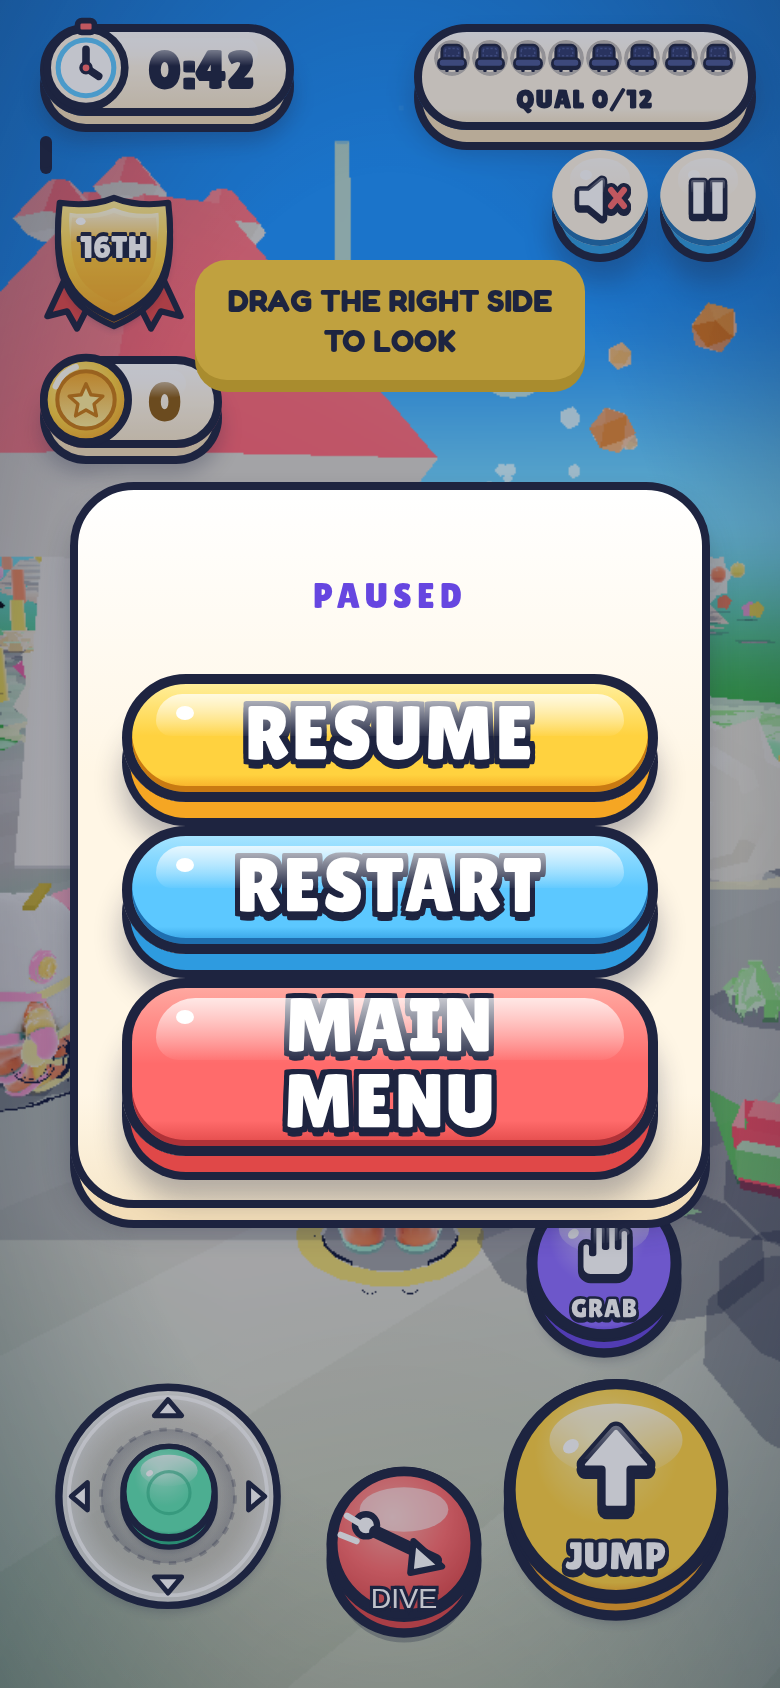 0:42
QUAL 0/12
16TH
DRAG THE RIGHT SIDE
TO LOOK
0
PAUSED
RESUME
RESTART
MAIN
MENU
GRAB
JUMP
DIVE